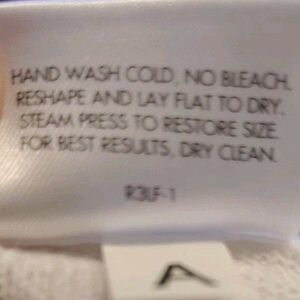 HAND WASH COLD, NO BLEACH.
RESHAPE AND LAY FLAT TO DRY.
STEAM PRESS TO RESTORE SIZE.
FOR BEST RESULTS, DRY CLEAN.
R3LF-1
A